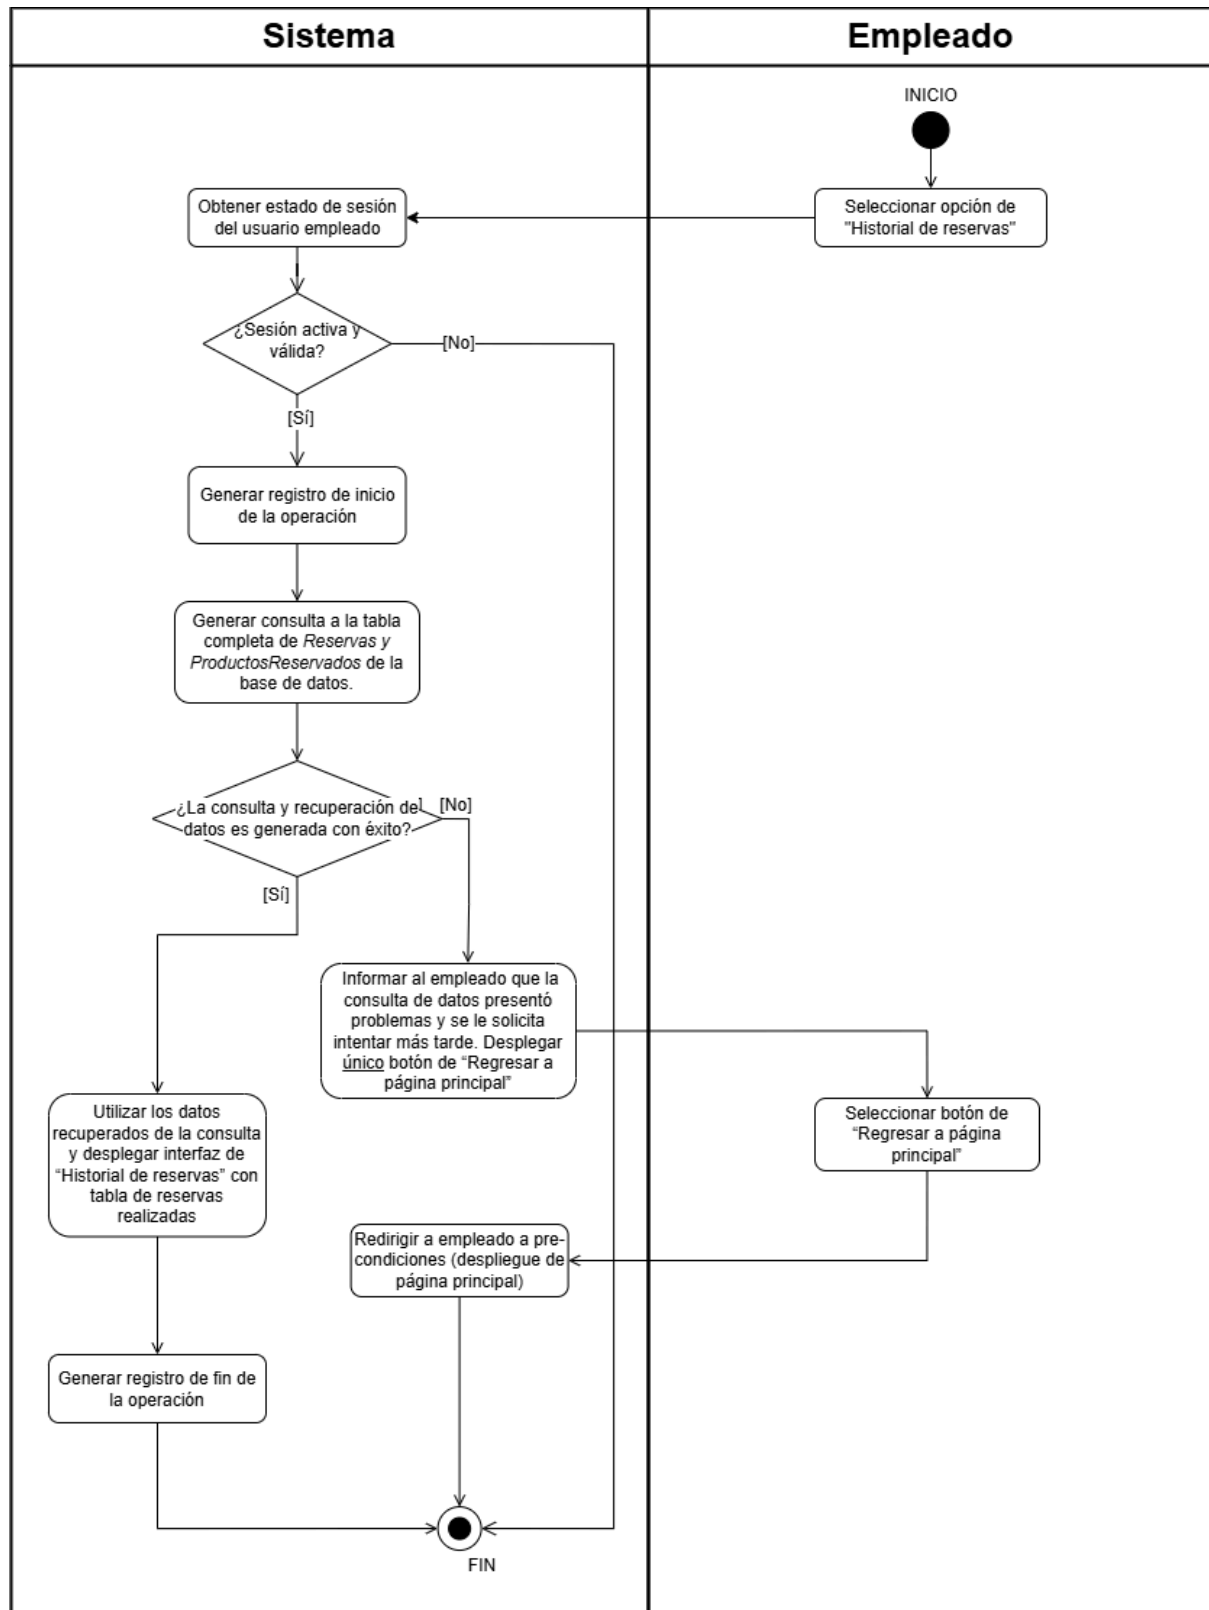 Sistema
Empleado
INICIO
Seleccionar opción de
"Historial de reservas"
Obtener estado de sesión
del usuario empleado
¿Sesión activa y
válida?
[No]
[Sí]
Generar registro de inicio
de la operación
Generar consulta a la tabla
completa de Reservas y
ProductosReservados de la
base de datos.
¿La consulta y recuperación de
datos es generada con éxito?
[No]
[Sí]
Informar al empleado que la
consulta de datos presentó
problemas y se le solicita
intentar más tarde. Desplegar
único botón de “Regresar a
página principal”
Seleccionar botón de
“Regresar a página
principal”
Utilizar los datos
recuperados de la consulta
y desplegar interfaz de
“Historial de reservas” con
tabla de reservas
realizadas
Redirigir a empleado a pre-
condiciones (despliegue de
página principal)
Generar registro de fin de
la operación
FIN